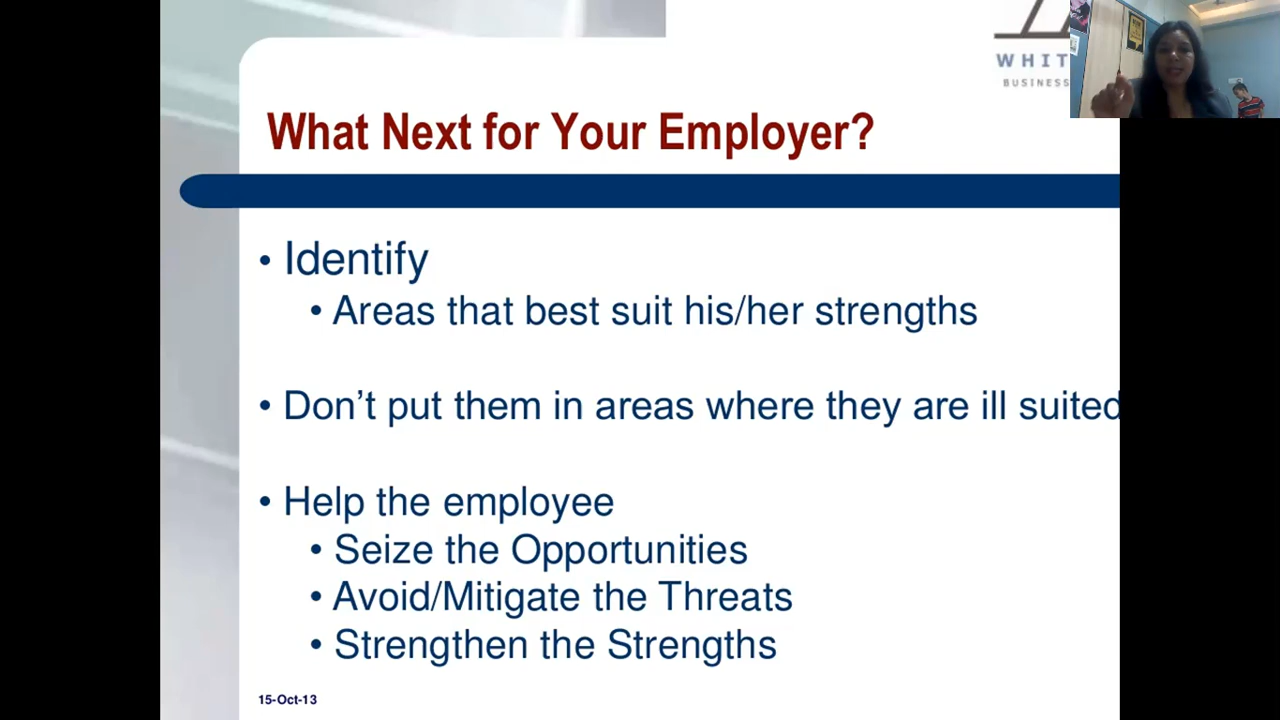 WHIT
BUSINESS
What Next for Your Employer?
• Identify
• Areas that best suit his/her strengths
• Don't put them in areas where they are ill suited
• Help the employee
• Seize the Opportunities
• Avoid/Mitigate the Threats
• Strengthen the Strengths
15-Oct-13